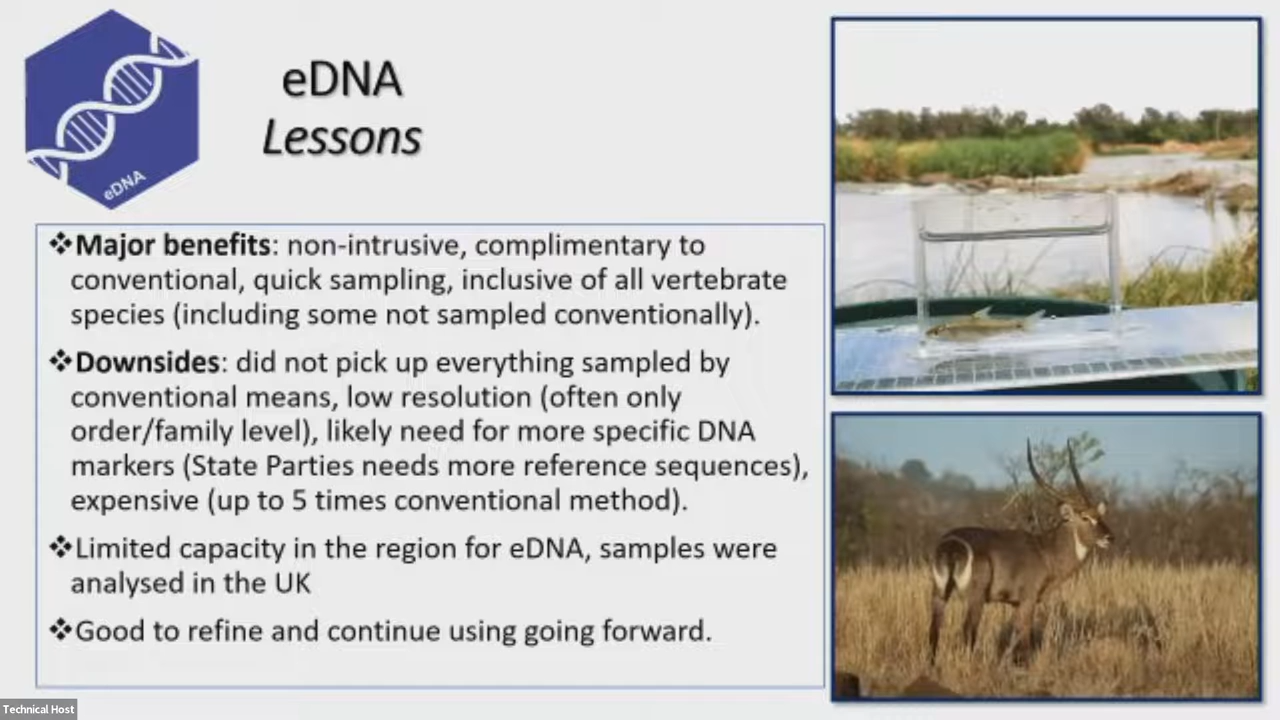 eDNA
eDNA
Lessons
❖Major benefits: non-intrusive, complimentary to
conventional, quick sampling, inclusive of all vertebrate
species (including some not sampled conventionally).
❖Downsides: did not pick up everything sampled by
conventional means, low resolution (often only
order/family level), likely need for more specific DNA
markers (State Parties needs more reference sequences),
expensive (up to 5 times conventional method).
❖Limited capacity in the region for eDNA, samples were
analysed in the UK
❖Good to refine and continue using going forward.
Technical Host